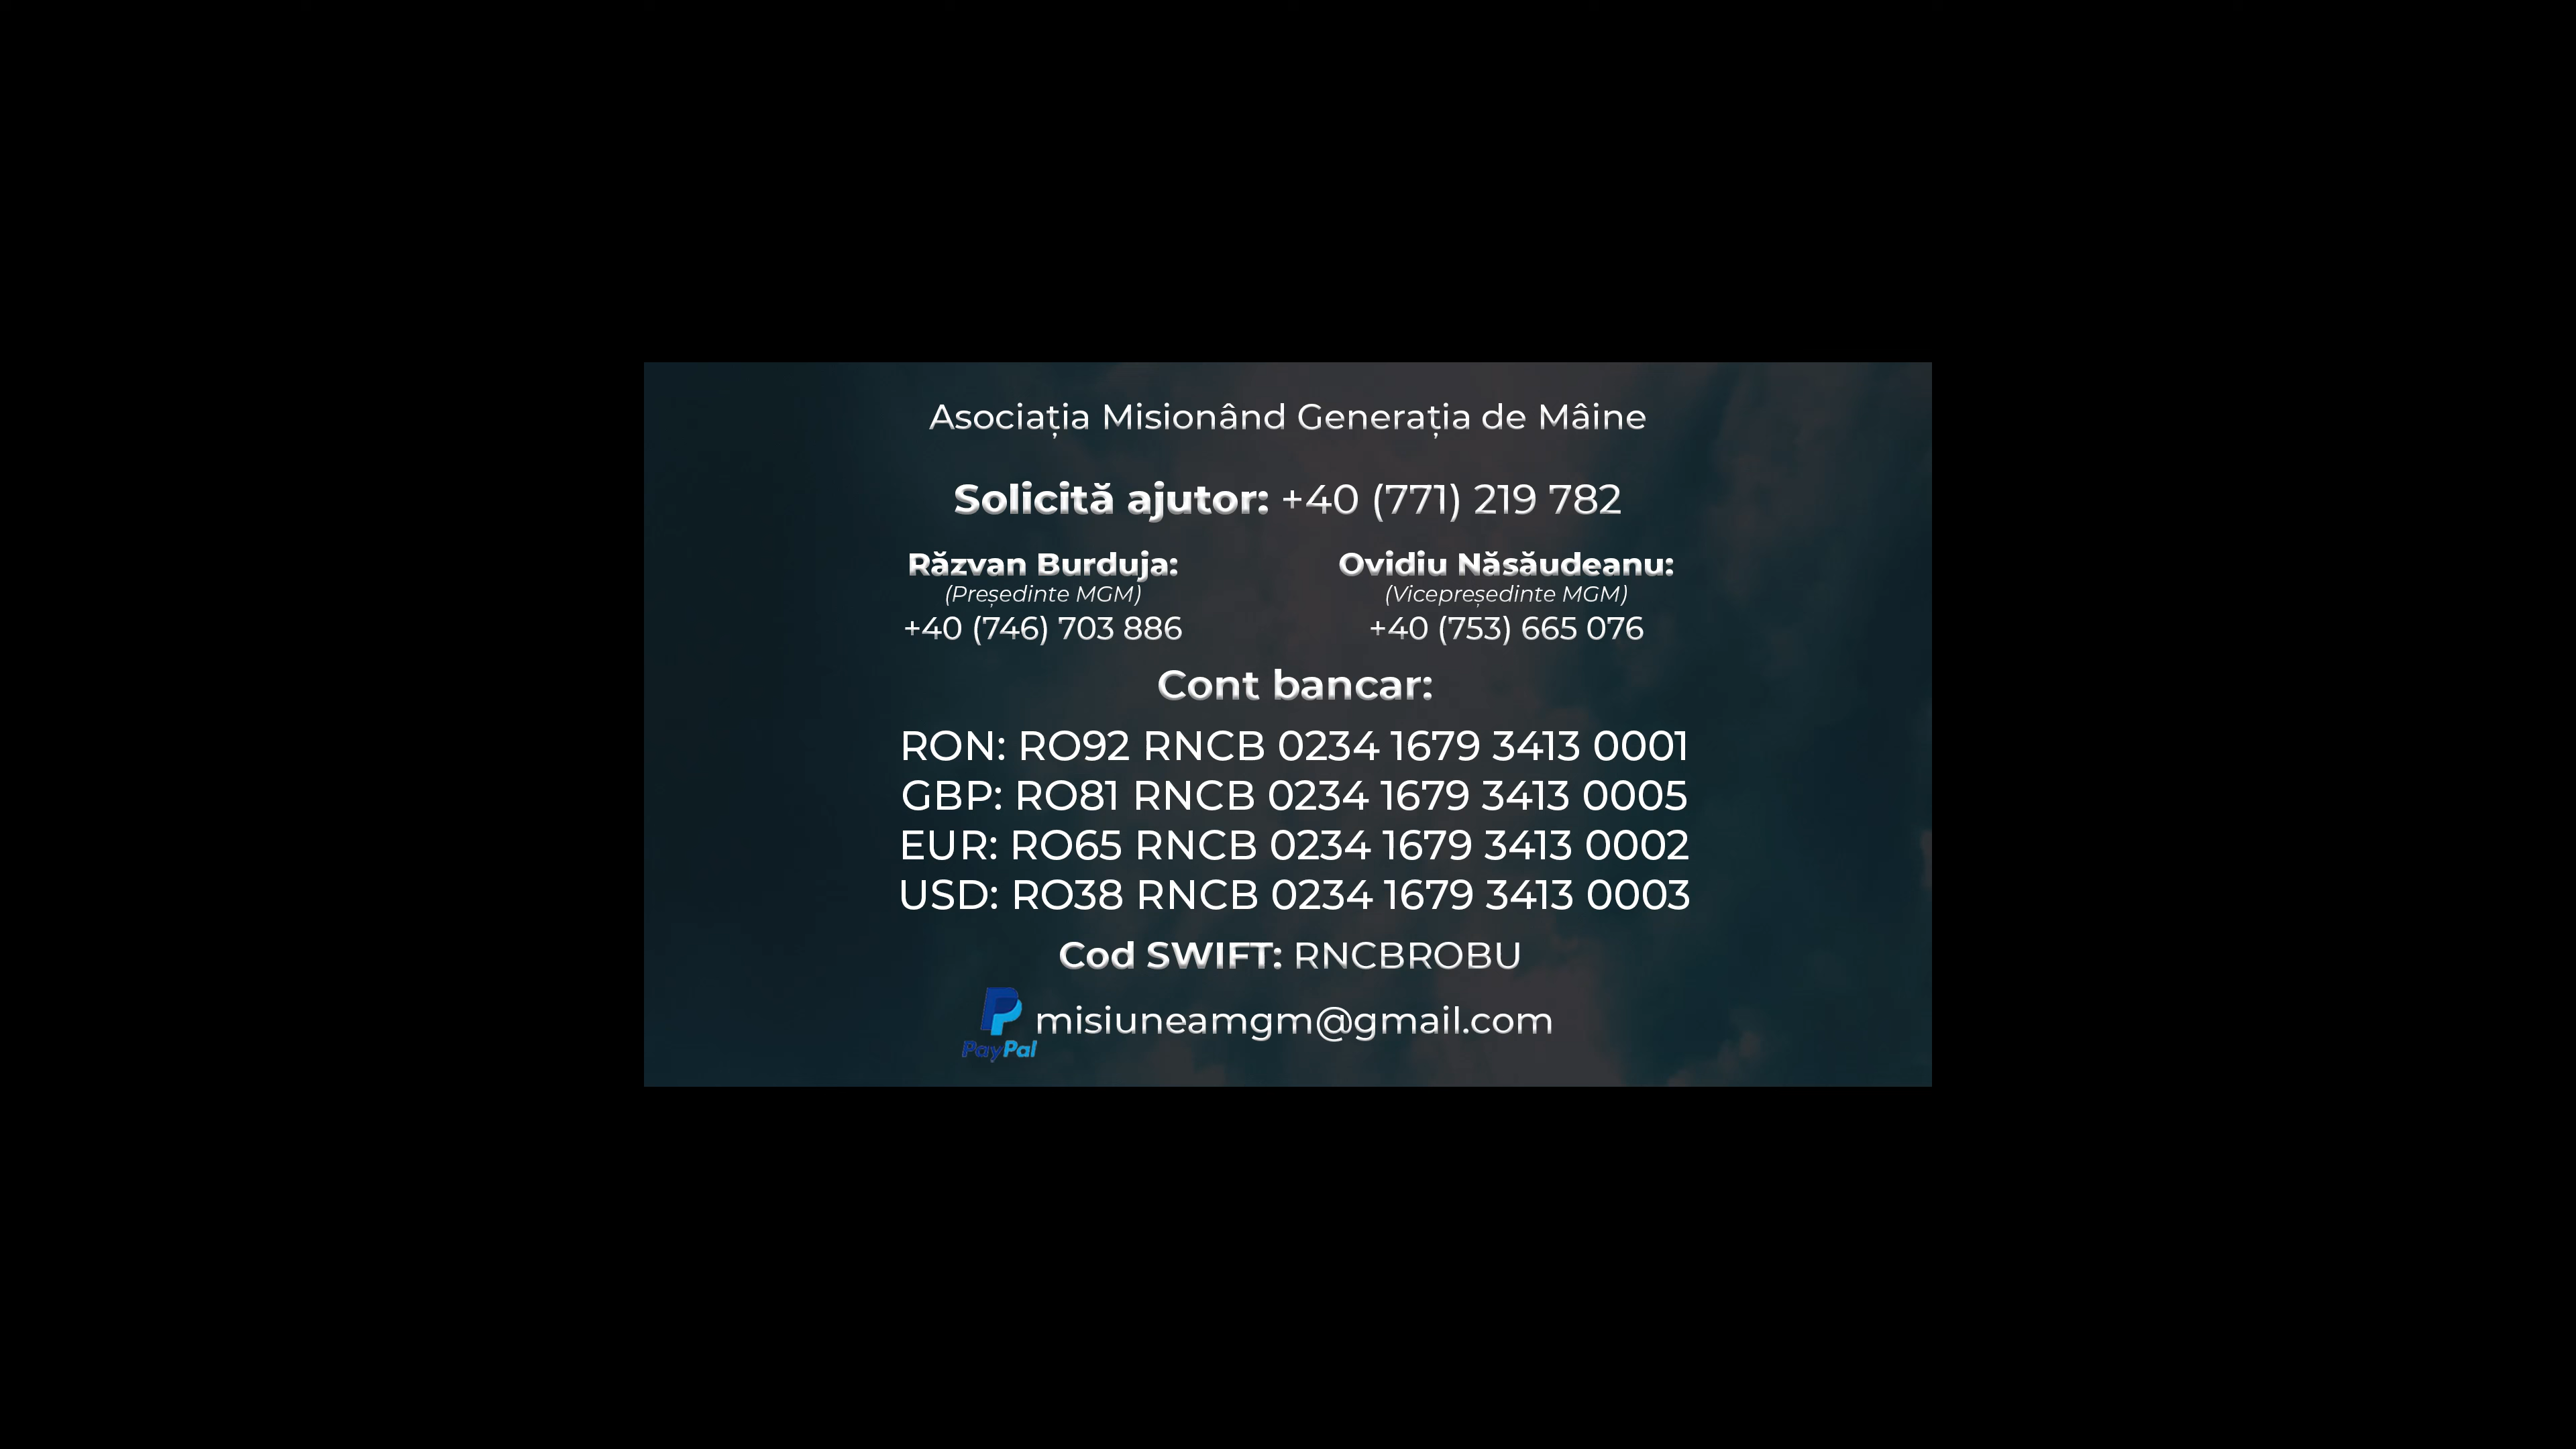 Asociația Misionând Generația de Mâine
Solicită ajutor: +40 (771) 219 782
Răzvan Burduja:
(Președinte MGM)
+40 (746) 703 886
Ovidiu Năsăudeanu:
(Vicepreședinte MGM)
+40 (753) 665 076
Cont bancar:
RON: RO92 RNCB 0234 1679 3413 0001
GBP: RO81 RNCB 0234 1679 3413 0005
EUR: RO65 RNCB 0234 1679 3413 0002
USD: RO38 RNCB 0234 1679 3413 0003
Cod SWIFT: RNCBROBU
PayPal misiuneamgm@gmail.com